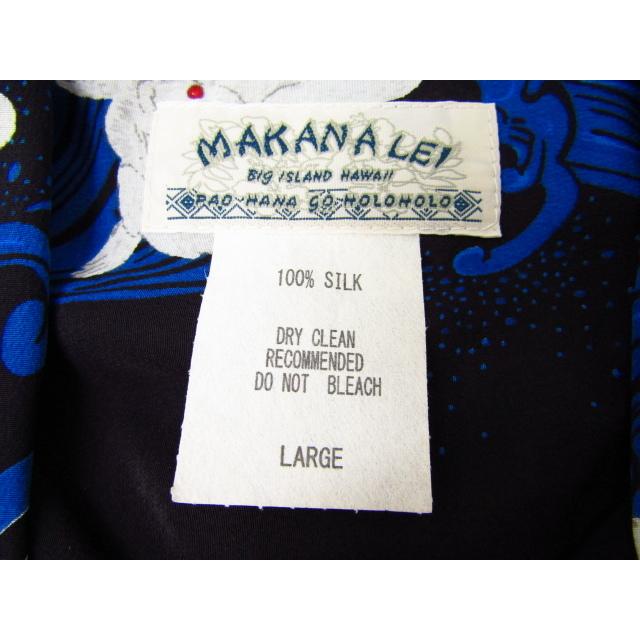 MAKANA LEI
BIG ISLAND HAWAII
PAO-HANA GO HOLOHOLO
100% SILK
DRY CLEAN
RECOMMENDED
DO NOT BLEACH
LARGE